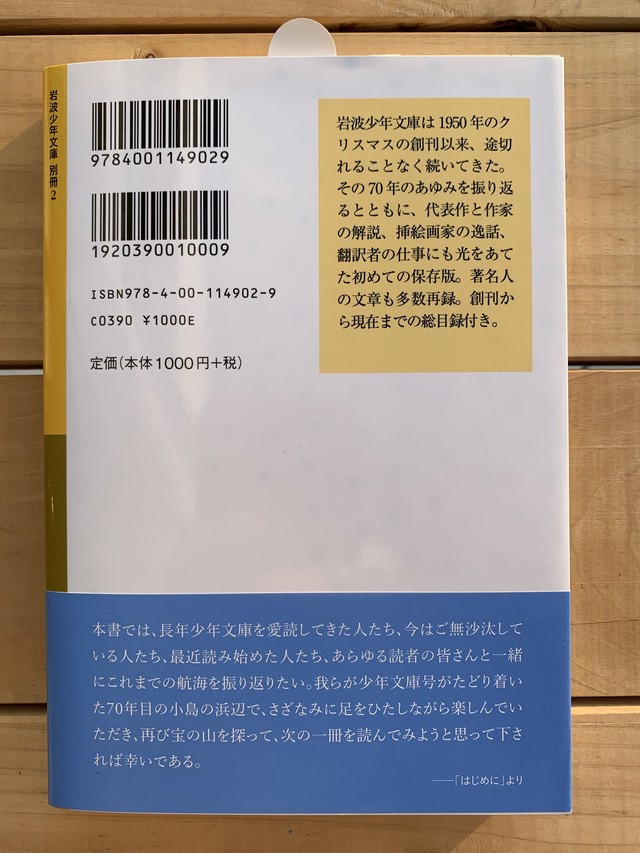 岩波少年文庫 別冊2
9784001149029
1920390010009
ISBN978-4-00-114902-9
C0390 ¥1000E
定価(本体1000円+税)
岩波少年文庫は1950年のク
リスマスの創刊以来、途切
れることなく続いてきた。
その70年のあゆみを振り返
るとともに、代表作と作家
の解説、挿絵画家の逸話、
翻訳者の仕事にも光をあて
た初めての保存版。著名人
の文章も多数再録。創刊か
ら現在までの総目録付き。
本書では、長年少年文庫を愛読してきた人たち、今はご無沙汰して
いる人たち、最近読み始めた人たち、あらゆる読者の皆さんと一緒
にこれまでの航海を振り返りたい。我らが少年文庫号がたどり着い
た70年目の小島の浜辺で、さざなみに足をひたしながら楽しんでい
ただき、再び宝の山を探って、次の一冊を読んでみようと思って下さ
れば幸いである。
——「はじめに」より